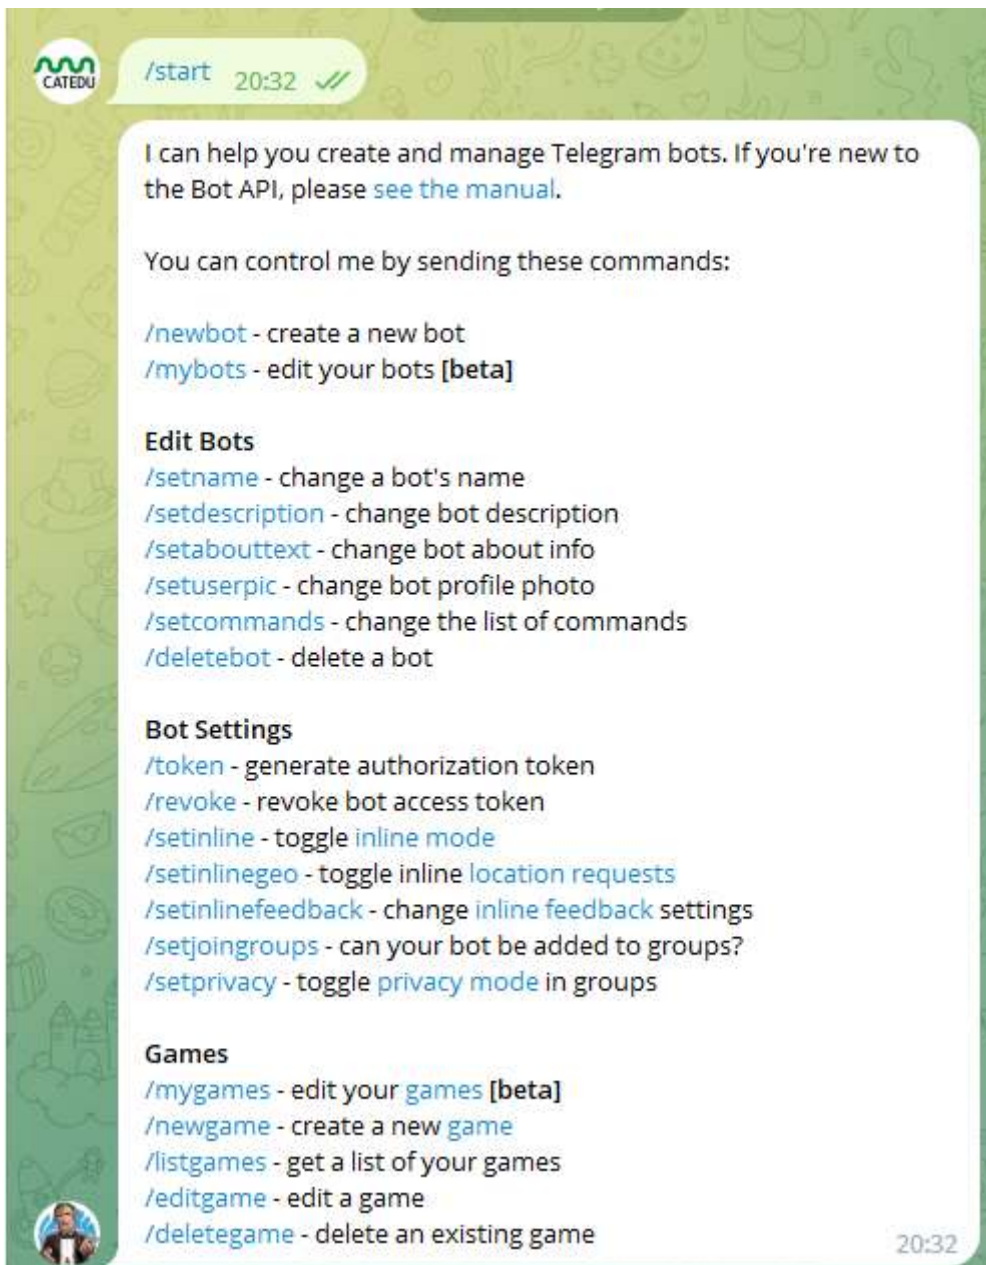 CATEDU
/start 20:32
I can help you create and manage Telegram bots. If you're new to
the Bot API, please see the manual.
You can control me by sending these commands:
/newbot - create a new bot
/mybots - edit your bots [beta]
Edit Bots
/setname - change a bot's name
/setdescription - change bot description
/setabouttext - change bot about info
/setuserpic - change bot profile photo
/setcommands - change the list of commands
/deletebot - delete a bot
Bot Settings
/token - generate authorization token
/revoke - revoke bot access token
/setinline - toggle inline mode
/setinlinegeo - toggle inline location requests
/setinlinefeedback - change inline feedback settings
/setjoingroups - can your bot be added to groups?
/setprivacy - toggle privacy mode in groups
Games
/mygames - edit your games [beta]
/newgame - create a new game
/listgames - get a list of your games
/editgame - edit a game
/deletegame - delete an existing game
20:32